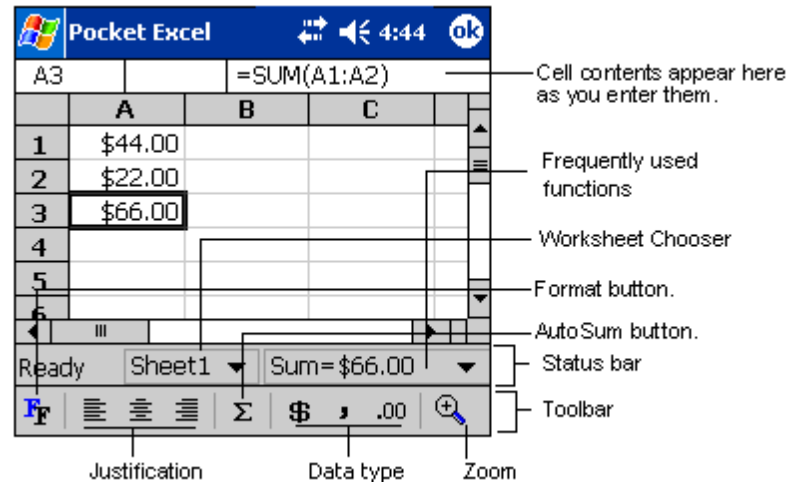 Pocket Excel 4:44 ok
A3 =SUM(A1:A2)
Cell contents appear here
as you enter them.
A B C
1 $44.00
2 $22.00
3 $66.00
4
5
6
Frequently used
functions
Worksheet Chooser
Format button.
AutoSum button.
Ready Sheet1 Sum=$66.00
Status bar
FF Σ $ , .00
Toolbar
Justification Data type Zoom